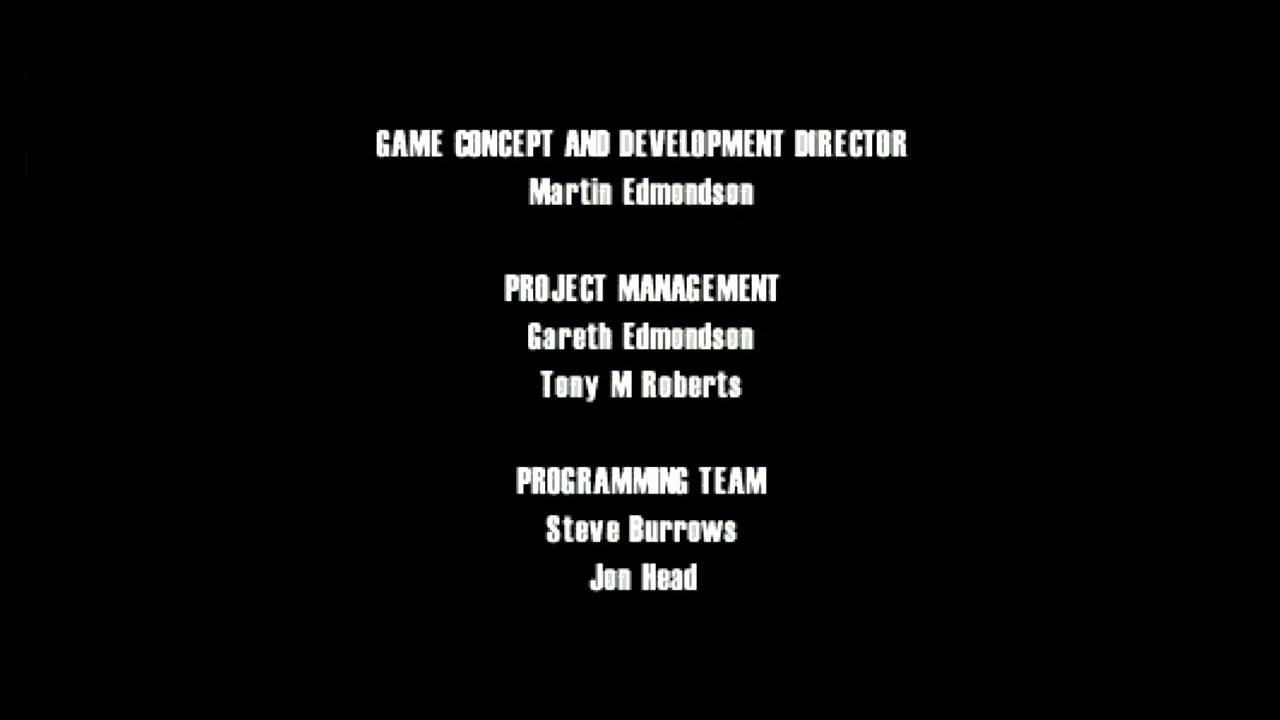 GAME CONCEPT AND DEVELOPMENT DIRECTOR
Martin Edmondson
PROJECT MANAGEMENT
Gareth Edmondson
Tony M Roberts
PROGRAMMING TEAM
Steve Burrows
Jon Head